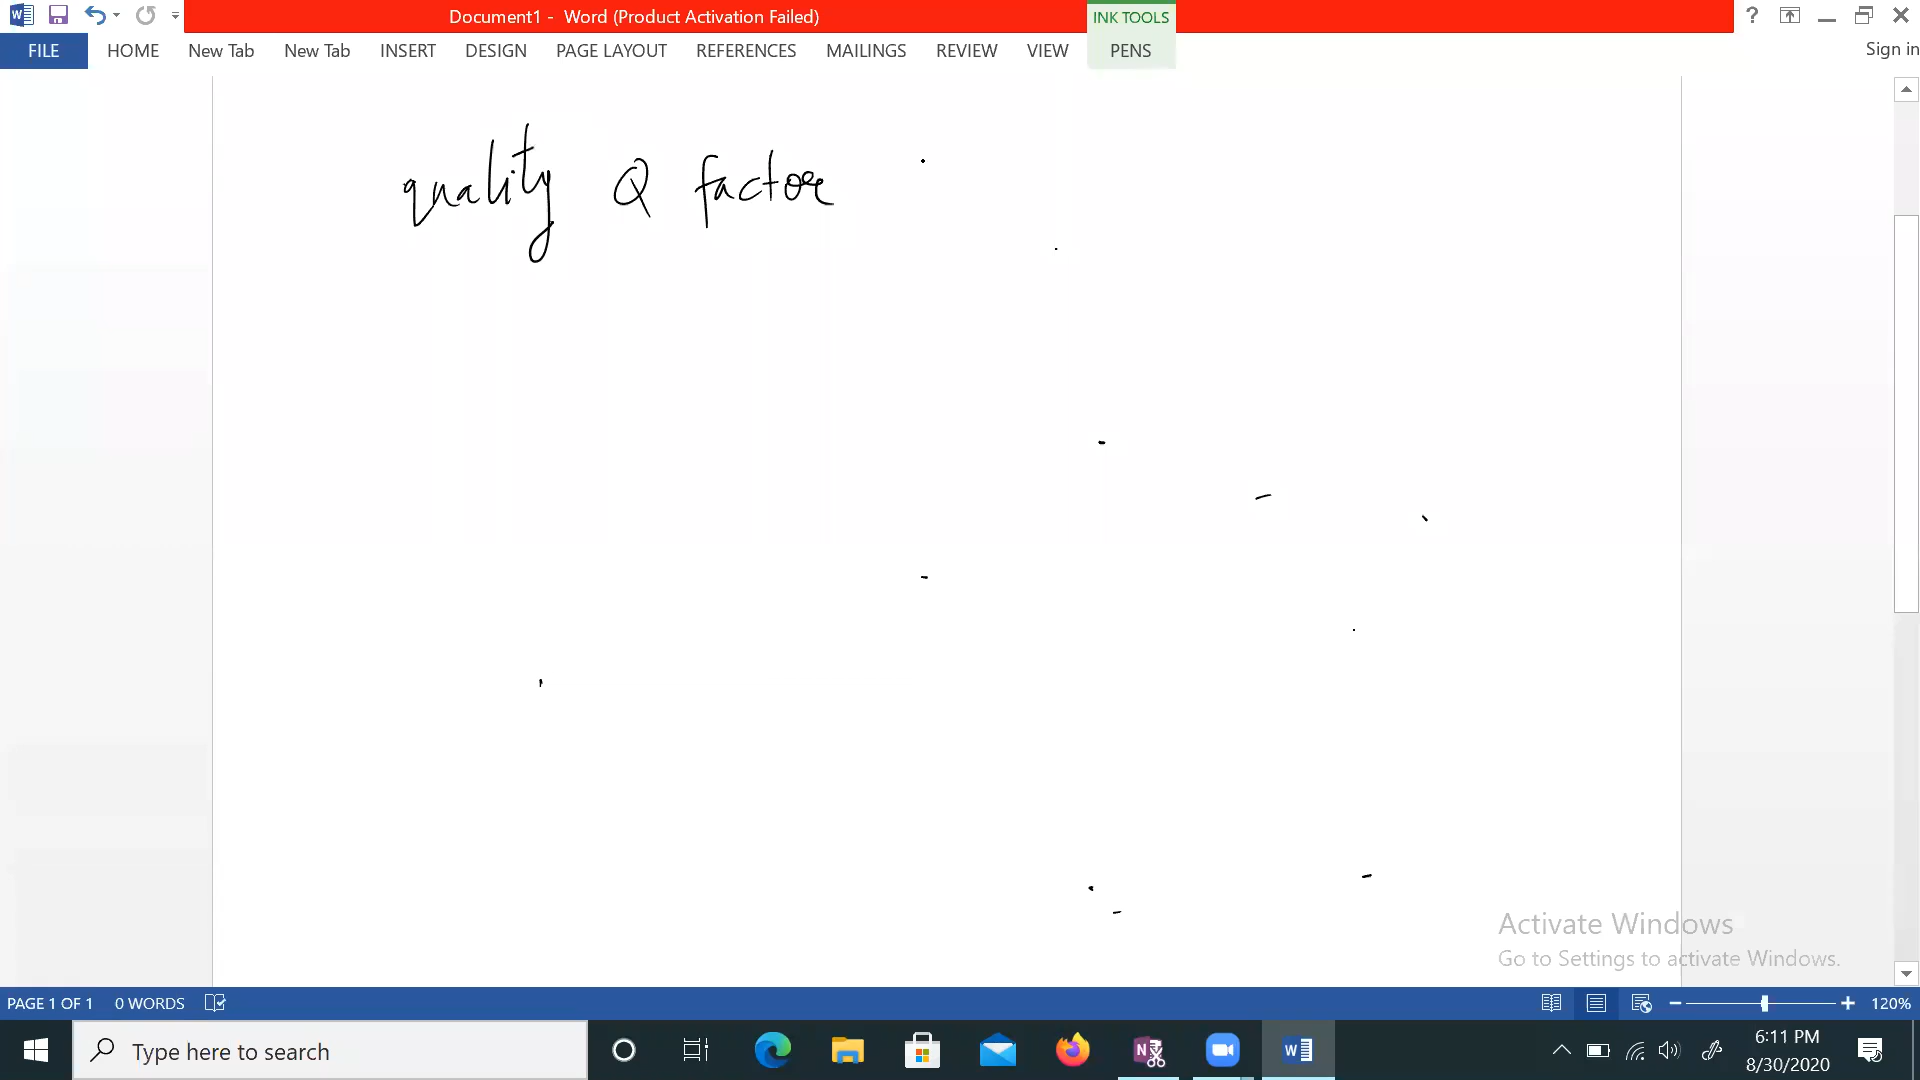 Document1 - Word (Product Activation Failed)
INK TOOLS
?
FILE HOME New Tab New Tab INSERT DESIGN PAGE LAYOUT REFERENCES MAILINGS REVIEW VIEW PENS
Sign in
quality Q factor
Activate Windows
Go to Settings to activate Windows.
PAGE 1 OF 1 0 WORDS
120%
Type here to search
6:11 PM
8/30/2020